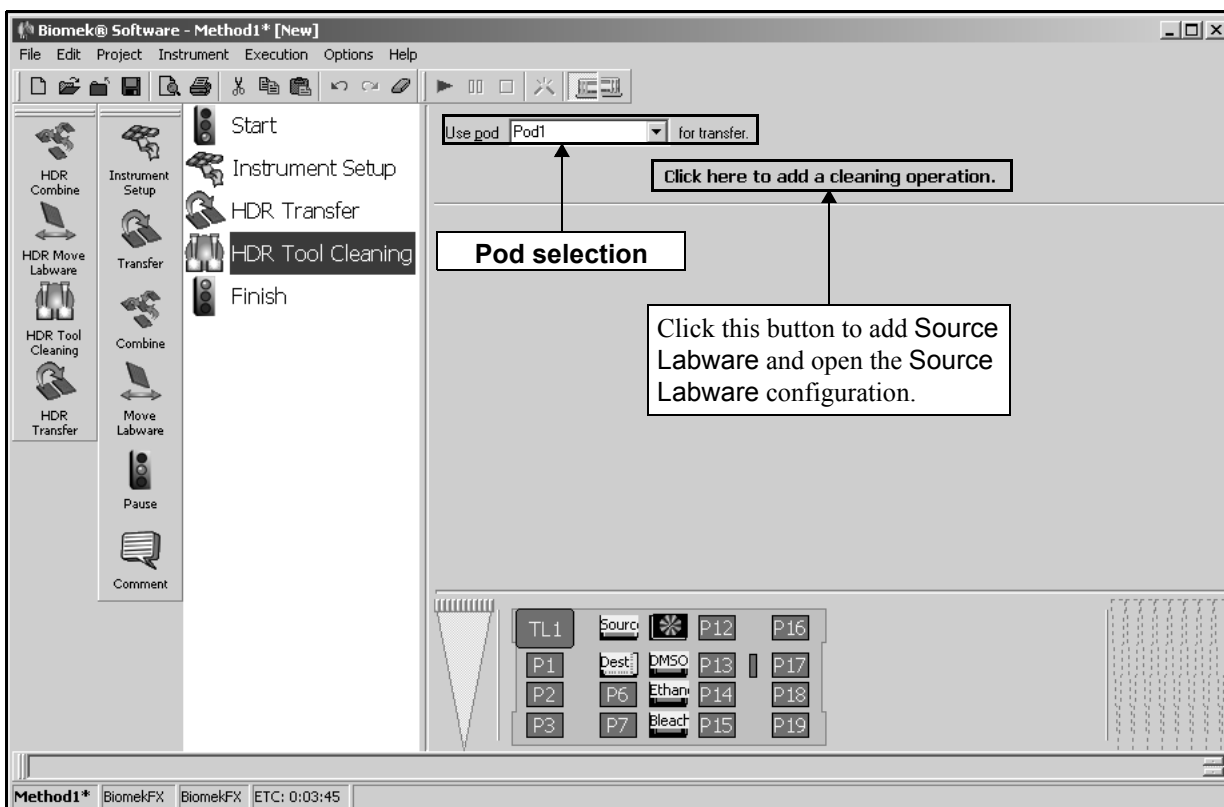 Biomek® Software - Method1* [New]
File Edit Project Instrument Execution Options Help
HDR
Combine
HDR Move
Labware
HDR Tool
Cleaning
HDR
Transfer
Instrument
Setup
Transfer
Combine
Move
Labware
Pause
Comment
Start
Instrument Setup
HDR Transfer
HDR Tool Cleaning
Finish
Use pod Pod1 for transfer.
Click here to add a cleaning operation.
Pod selection
Click this button to add Source
Labware and open the Source
Labware configuration.
TL1 Sourc P12 P16
P1 Dest DMSO P13 P17
P2 P6 Ethan P14 P18
P3 P7 Bleach P15 P19
Method1* BiomekFX BiomekFX ETC: 0:03:45